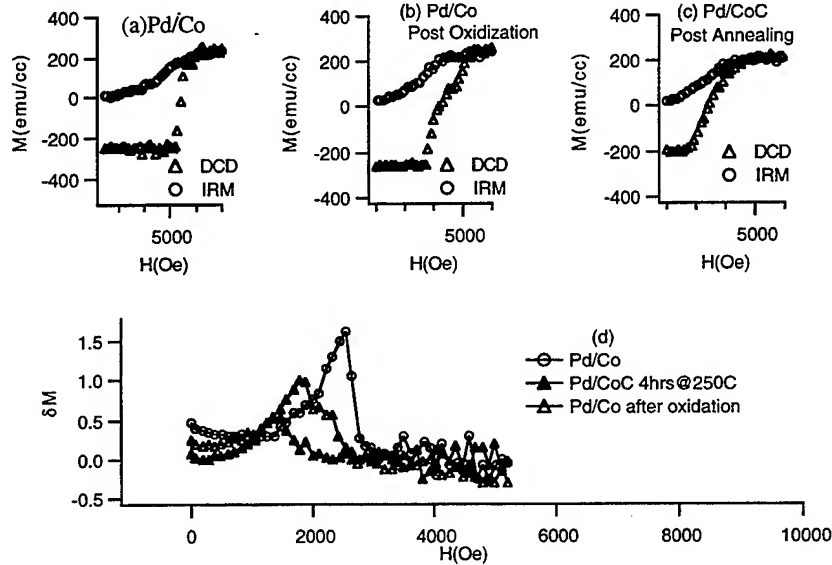 (a)Pd/Co
400
200
0
-200
-400
M(emu/cc)
DCD
IRM
5000
H(Oe)
(b) Pd/Co
Post Oxidization
400
200
0
-200
-400
M(emu/cc)
DCD
IRM
5000
H(Oe)
(c) Pd/CoC
Post Annealing
400
200
0
-200
-400
M(emu/cc)
DCD
IRM
5000
H(Oe)
(d)
Pd/Co
Pd/CoC 4hrs@250C
Pd/Co after oxidation
1.5
1.0
0.5
0.0
-0.5
δM
0 2000 4000 6000 8000 10000
H(Oe)